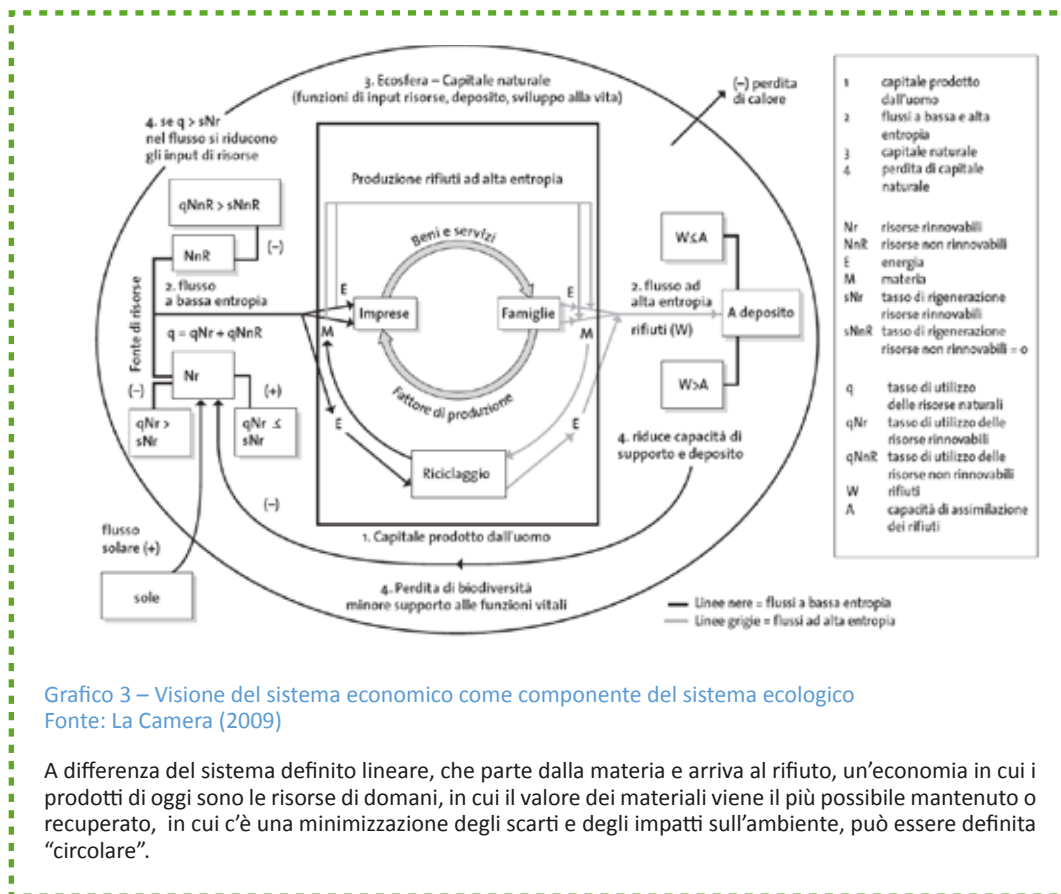 3. Ecosfera – Capitale naturale
(funzioni di input risorse, deposito, sviluppo alla vita)
(–) perdita
di calore
4. se q > sNr
nel flusso si riducono
gli input di risorse
Produzione rifiuti ad alta entropia
qNnR > sNnR
NnR
(–)
Fonte di risorse
2. flusso
a bassa entropia
q = qNr + qNnR
Nr
(–)
(+)
qNr >
sNr
qNr ≤
sNr
(–)
flusso
solare (+)
sole
E
M
E
Imprese
Beni e servizi
Famiglie
Fattore di produzione
Riciclaggio
E
M
E
2. flusso ad
alta entropia
rifiuti (W)
W≤A
A deposito
W>A
4. riduce capacità di
supporto e deposito
1. Capitale prodotto dall'uomo
4. Perdita di biodiversità
minore supporto alle funzioni vitali
Linee nere = flussi a bassa entropia
Linee grigie = flussi ad alta entropia
1 capitale prodotto
dall'uomo
2 flussi a bassa e alta
entropia
3 capitale naturale
4 perdita di capitale
naturale
Nr risorse rinnovabili
NnR risorse non rinnovabili
E energia
M materia
sNr tasso di rigenerazione
risorse rinnovabili
sNnR tasso di rigenerazione
risorse non rinnovabili = 0
q tasso di utilizzo
delle risorse naturali
qNr tasso di utilizzo delle
risorse rinnovabili
qNnR tasso di utilizzo delle
risorse non rinnovabili
W rifiuti
A capacità di assimilazione
dei rifiuti
Grafico 3 – Visione del sistema economico come componente del sistema ecologico
Fonte: La Camera (2009)
A differenza del sistema definito lineare, che parte dalla materia e arriva al rifiuto, un’economia in cui i
prodotti di oggi sono le risorse di domani, in cui il valore dei materiali viene il più possibile mantenuto o
recuperato, in cui c’è una minimizzazione degli scarti e degli impatti sull’ambiente, può essere definita
“circolare”.